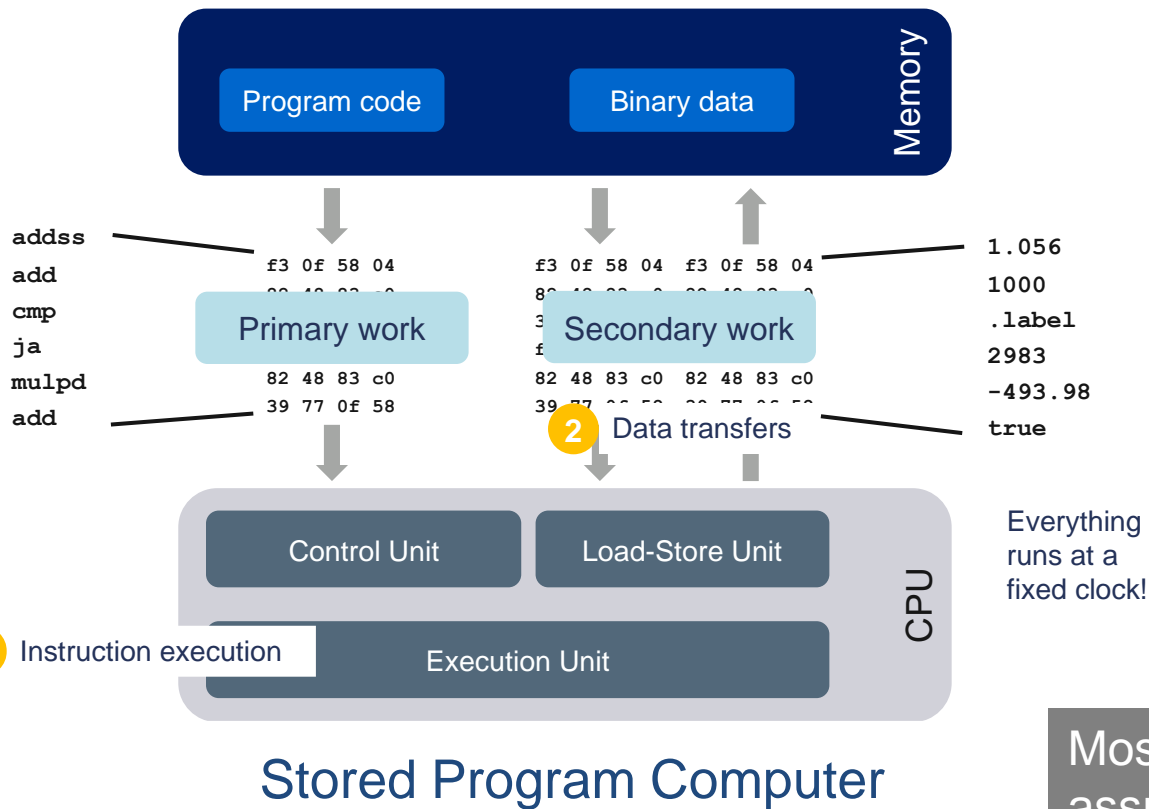 Memory
Program code
Binary data
addss
add
cmp
ja
mulpd
add
f3 0f 58 04
Primary work
82 48 83 c0
39 77 0f 58
f3 0f 58 04 f3 0f 58 04
Secondary work
82 48 83 c0 82 48 83 c0
39
1.056
1000
.label
2983
-493.98
true
2 Data transfers
Control Unit
Load-Store Unit
CPU
Everything
runs at a
fixed clock!
Instruction execution
Execution Unit
Stored Program Computer